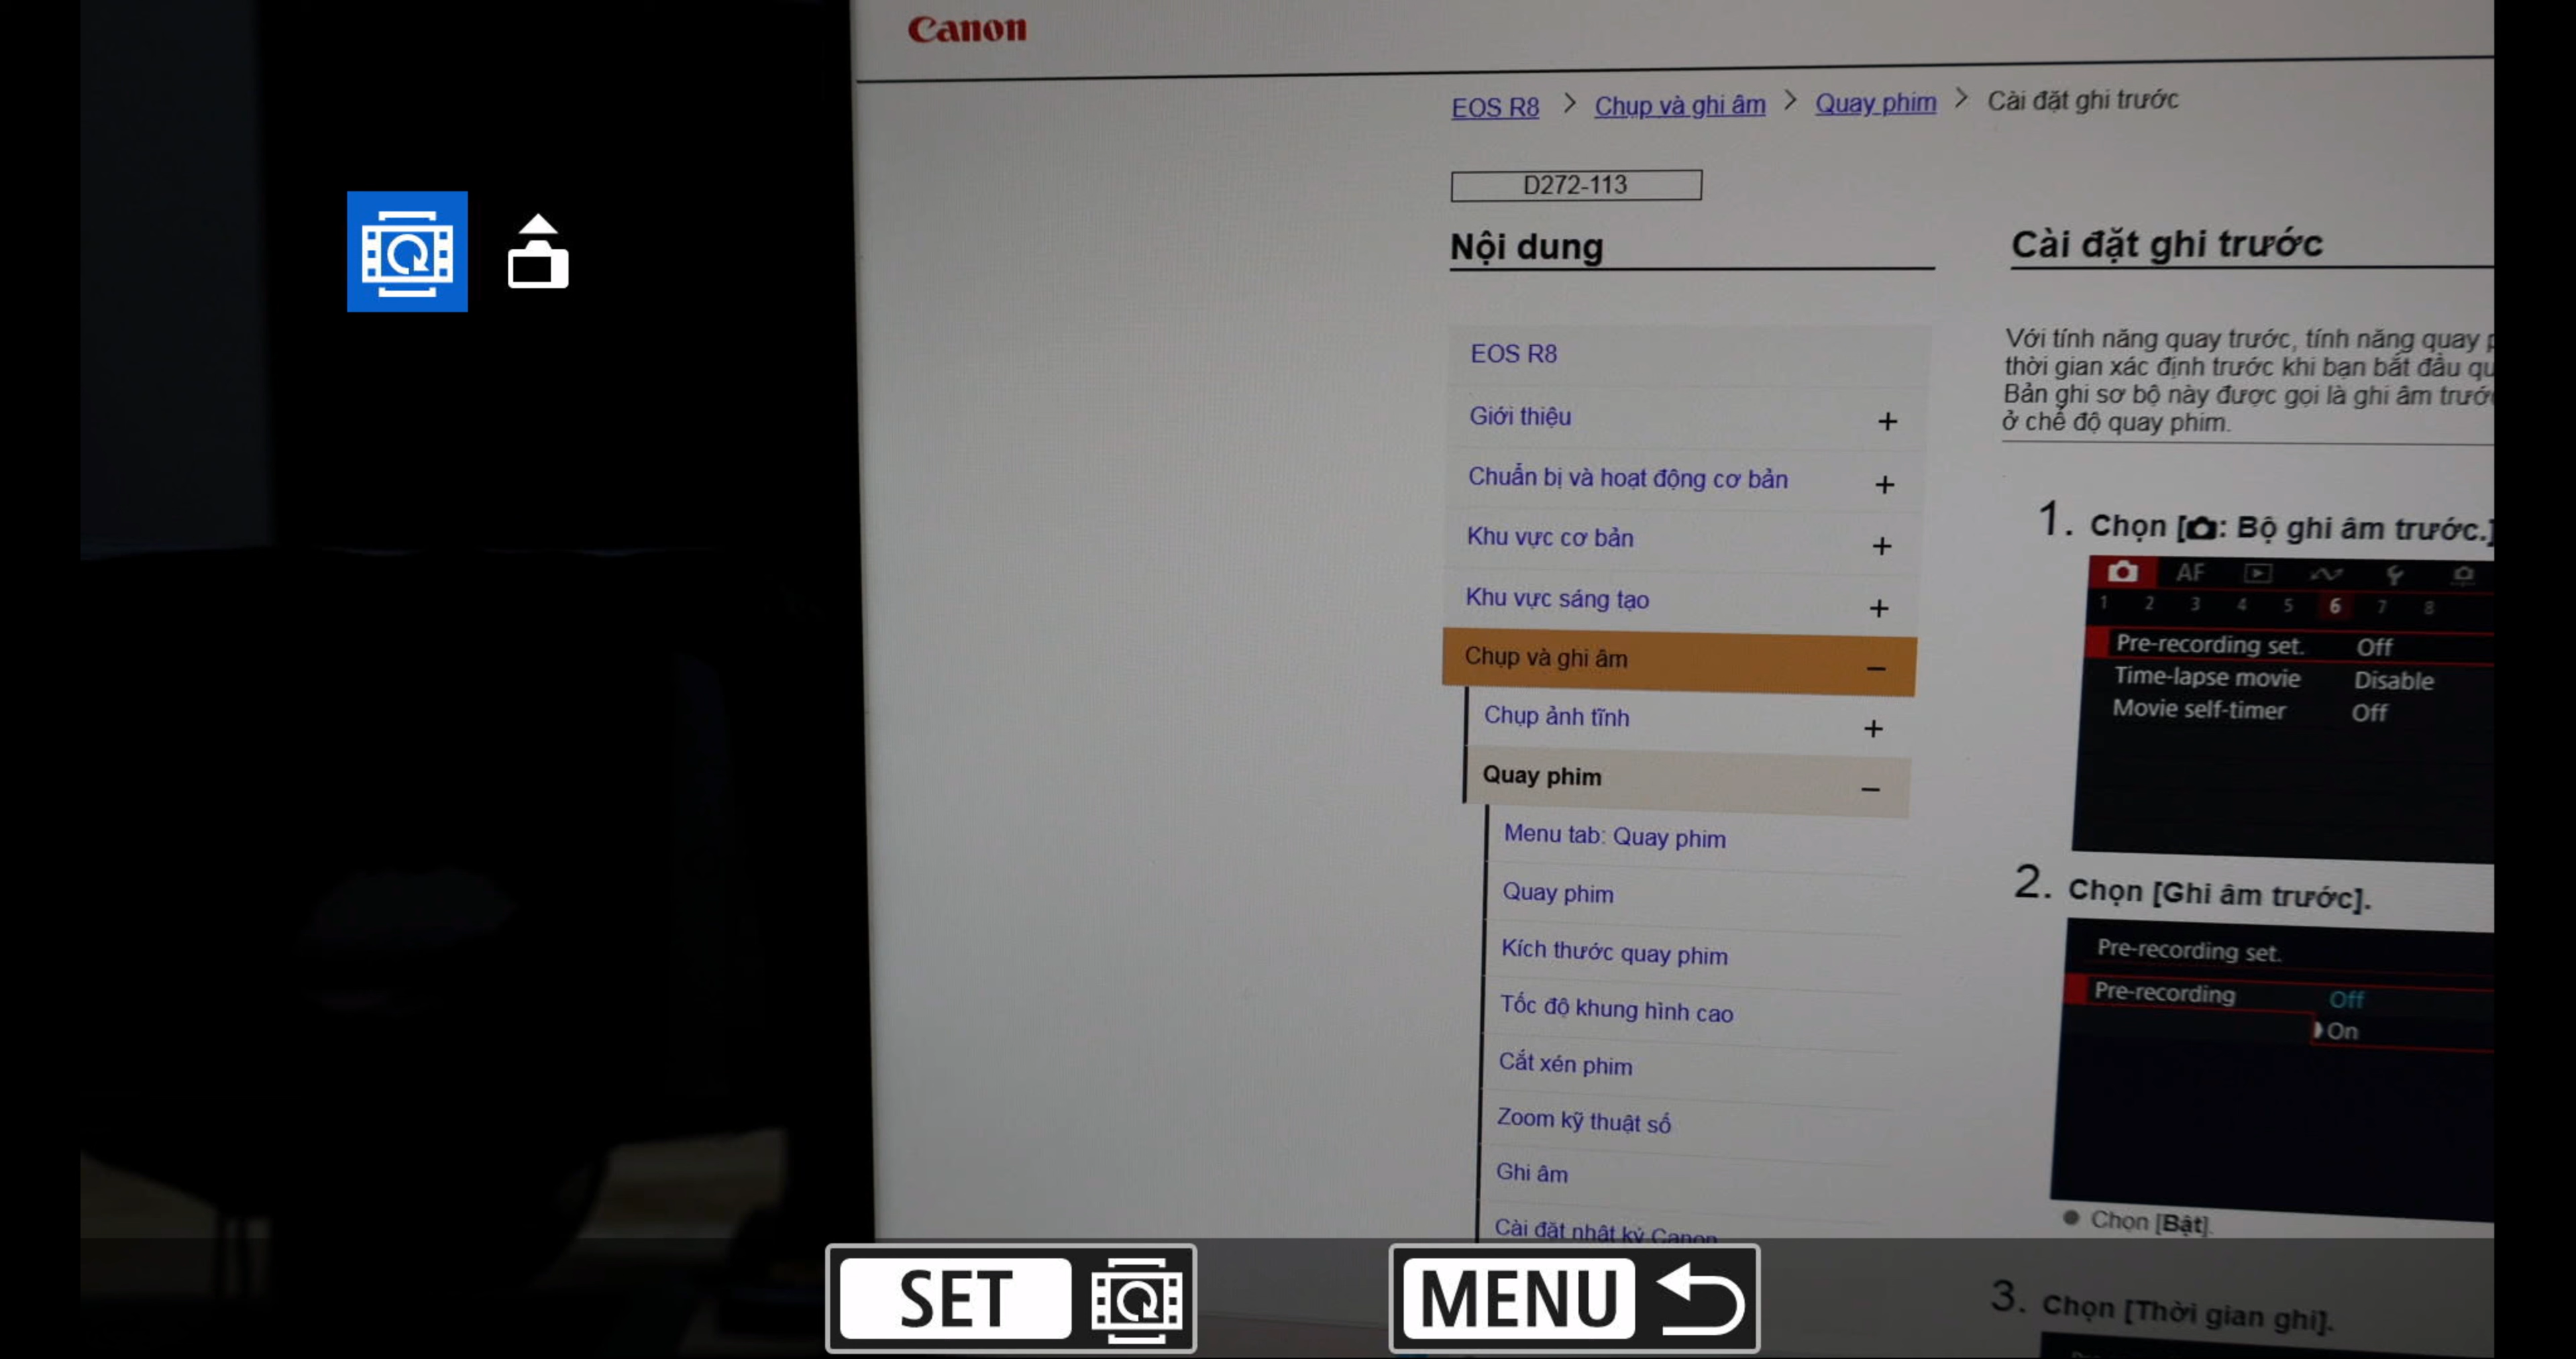 Canon
EOS R8 > Chụp và ghi âm > Quay phim > Cài đặt ghi trước
D272-113
Nội dung
EOS R8
Giới thiệu +
Chuẩn bị và hoạt động cơ bản +
Khu vực cơ bản +
Khu vực sáng tạo +
Chụp và ghi âm −
Chụp ảnh tĩnh +
Quay phim −
Menu tab: Quay phim
Quay phim
Kích thước quay phim
Tốc độ khung hình cao
Cắt xén phim
Zoom kỹ thuật số
Ghi âm
Cài đặt nhật ký Canon
Cài đặt ghi trước
Với tính năng quay trước, tính năng quay
thời gian xác định trước khi bạn bắt đầu
Bản ghi sơ bộ này được gọi là ghi âm
ở chế độ quay phim.
1. Chọn [: Bộ ghi âm trước.]
AF
1 2 3 4 5 6 7 8
Pre-recording set. Off
Time-lapse movie Disable
Movie self-timer Off
2. Chọn [Ghi âm trước].
Pre-recording set.
Pre-recording Off
On
● Chọn [Bật].
3. Chọn [Thời gian ghi].
SET
MENU